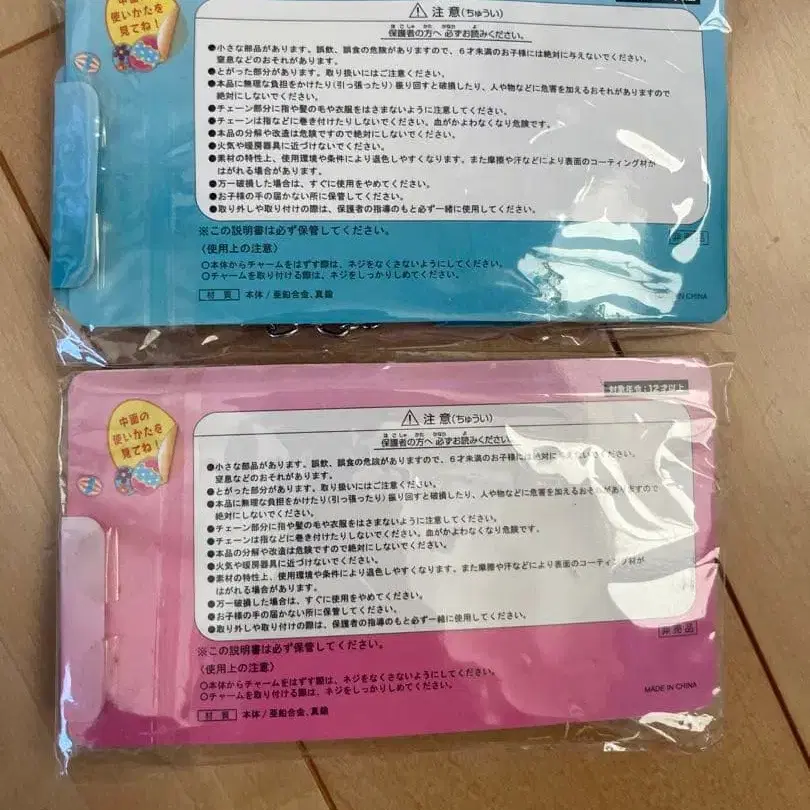 中面の
使いかたを
見てね！
注意(ちゅうい)
保護者の方へ 必ずお読みください。
●小さな部品があります。誤飲、誤食の危険がありますので、6才未満のお子様には絶対に与えないでください。
窒息などのおそれがあります。
●とがった部分があります。取り扱いにはご注意ください。
●本品に無理な負担をかけたり(引っ張ったり)振り回すと破損したり、人や物などに危害を加えるおそれがありますので
絶対にしないでください。
●チェーン部分に指や髪の毛や衣服をはさまないように注意してください。
●チェーンは指などに巻き付けたりしないでください。血がかよわなくなり危険です。
●本品の分解や改造は危険ですので絶対にしないでください。
●火気や暖房器具に近づけないでください。
●素材の特性上、使用環境や条件により退色しやすくなります。また摩擦や汗などにより表面のコーティング材が
はがれる場合があります。
●万一破損した場合は、すぐに使用をやめてください。
●お子様の手の届かない所に保管してください。
●取り外しや取り付けの際は、保護者の指導のもと必ず一緒に使用してください。
※この説明書は必ず保管してください。
非売品
〈使用上の注意〉
○本体からチャームをはずす際は、ネジをなくさないようにしてください。
○チャームを取り付ける際は、ネジをしっかりしめてください。
材質 本体/亜鉛合金、真鍮
IN CHINA
対象年令:12才以上
中面の
使いかたを
見てね！
注意(ちゅうい)
ほごしゃ かた かなら よ
保護者の方へ 必ずお読みください。
●小さな部品があります。誤飲、誤食の危険がありますので、6才未満のお子様には絶対に与えないでください。
窒息などのおそれがあります。
●とがった部分があります。取り扱いにはご注意ください。
●本品に無理な負担をかけたり(引っ張ったり)振り回すと破損したり、人や物などに危害を加えるおそれがありますので
絶対にしないでください。
●チェーン部分に指や髪の毛や衣服をはさまないように注意してください。
●チェーンは指などに巻き付けたりしないでください。血がかよわなくなり危険です。
●本品の分解や改造は危険ですので絶対にしないでください。
●火気や暖房器具に近づけないでください。
●素材の特性上、使用環境や条件により退色しやすくなります。また摩擦や汗などにより表面のコーティング材が
はがれる場合があります。
●万一破損した場合は、すぐに使用をやめてください。
●お子様の手の届かない所に保管してください。
●取り外しや取り付けの際は、保護者の指導のもと必ず一緒に使用してください。
非売品
※この説明書は必ず保管してください。
〈使用上の注意〉
○本体からチャームをはずす際は、ネジをなくさないようにしてください。
○チャームを取り付ける際は、ネジをしっかりしめてください。
MADE IN CHINA
材質 本体/亜鉛合金、真鍮